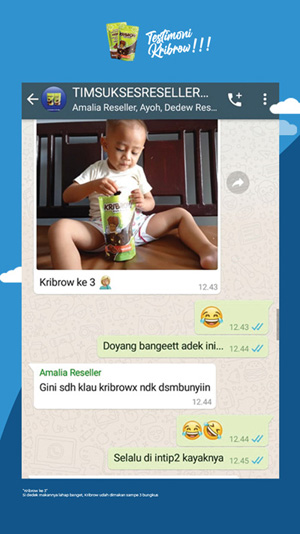 Testimoni
Kribrow!!!
TIMSUKSESRESELLER...
Amalia Reseller, Ayoh, Dedew Res...
KRIBROW
Kribrow ke 3 🤦🏼‍♂️
12.43
😂
12.43
Doyang bangeett adek ini...
12.44
Amalia Reseller
Gini sdh klau kribrowx ndk dsmbunyiin
12.44
😂🤣
12.44
Selalu di intip2 kayaknya
12.45
"Kribrow ke 3"
Si dedek makannya lahap banget, kribrow udah dimakan sampe 3 bungkus